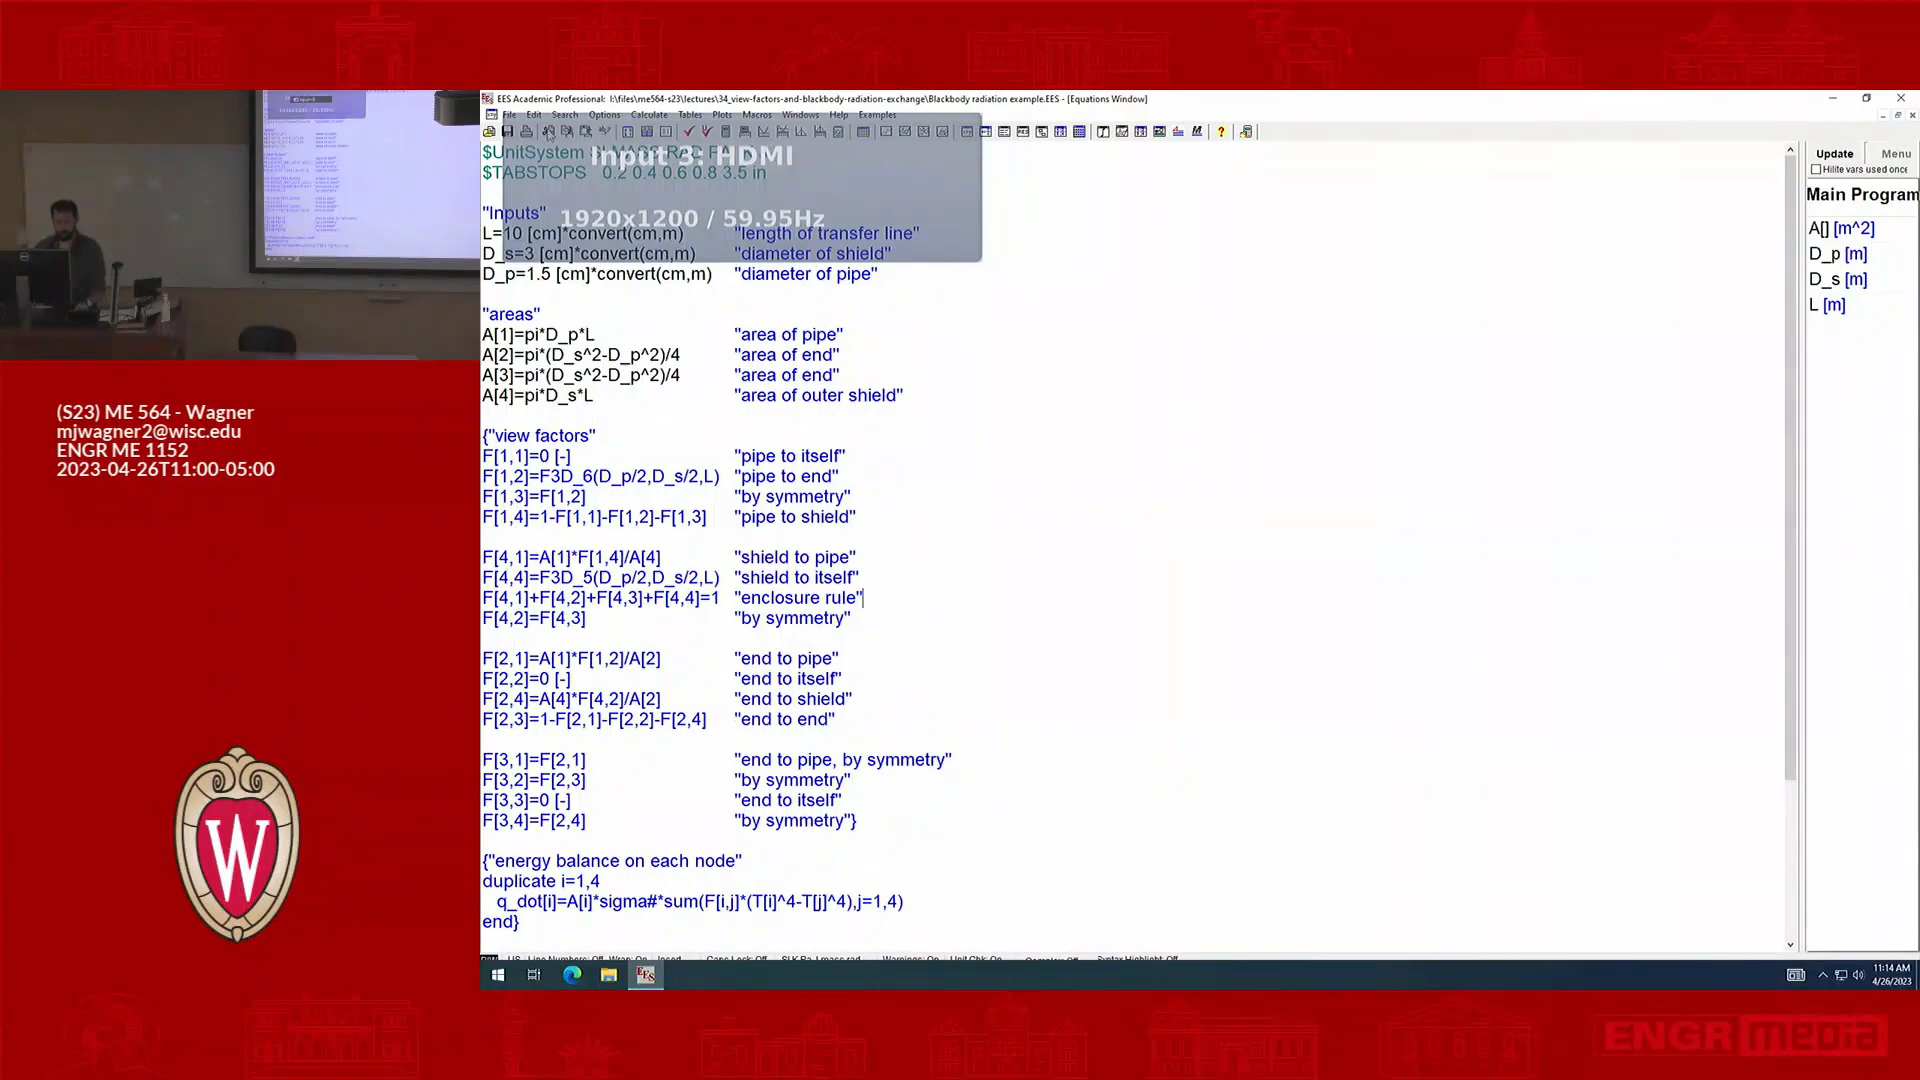 EES Academic Professional: I:\files\me564-s23\lectures\34_view-factors-and-blackbody-radiation-exchange\Blackbody radiation example.EES - [Equations Window]
File Edit Search Options Calculate Tables Plots Macros Windows Help Examples
$UnitSystem
$TABSTOPS 0.2 0.4 0.6 0.8 3.5 in
Input 3: HDMI
1920x1200 / 59.95Hz
"Inputs"
L=10 [cm]*convert(cm,m) "length of transfer line"
D_s=3 [cm]*convert(cm,m) "diameter of shield"
D_p=1.5 [cm]*convert(cm,m) "diameter of pipe"
"areas"
A[1]=pi*D_p*L "area of pipe"
A[2]=pi*(D_s^2-D_p^2)/4 "area of end"
A[3]=pi*(D_s^2-D_p^2)/4 "area of end"
A[4]=pi*D_s*L "area of outer shield"
{"view factors"
F[1,1]=0 [-] "pipe to itself"
F[1,2]=F3D_6(D_p/2,D_s/2,L) "pipe to end"
F[1,3]=F[1,2] "by symmetry"
F[1,4]=1-F[1,1]-F[1,2]-F[1,3] "pipe to shield"
F[4,1]=A[1]*F[1,4]/A[4] "shield to pipe"
F[4,4]=F3D_5(D_p/2,D_s/2,L) "shield to itself"
F[4,1]+F[4,2]+F[4,3]+F[4,4]=1 "enclosure rule"
F[4,2]=F[4,3] "by symmetry"
F[2,1]=A[1]*F[1,2]/A[2] "end to pipe"
F[2,2]=0 [-] "end to itself"
F[2,4]=A[4]*F[4,2]/A[2] "end to shield"
F[2,3]=1-F[2,1]-F[2,2]-F[2,4] "end to end"
F[3,1]=F[2,1] "end to pipe, by symmetry"
F[3,2]=F[2,3] "by symmetry"
F[3,3]=0 [-] "end to itself"
F[3,4]=F[2,4] "by symmetry"}
{"energy balance on each node"
duplicate i=1,4
q_dot[i]=A[i]*sigma#*sum(F[i,j]*(T[i]^4-T[j]^4),j=1,4)
end}
Update Menu
Hilite vars used once
Main Program
A[] [m^2]
D_p [m]
D_s [m]
L [m]
(S23) ME 564 - Wagner
mjwagner2@wisc.edu
ENGR ME 1152
2023-04-26T11:00-05:00
W
EES
11:14 AM
4/26/2023
ENGR media